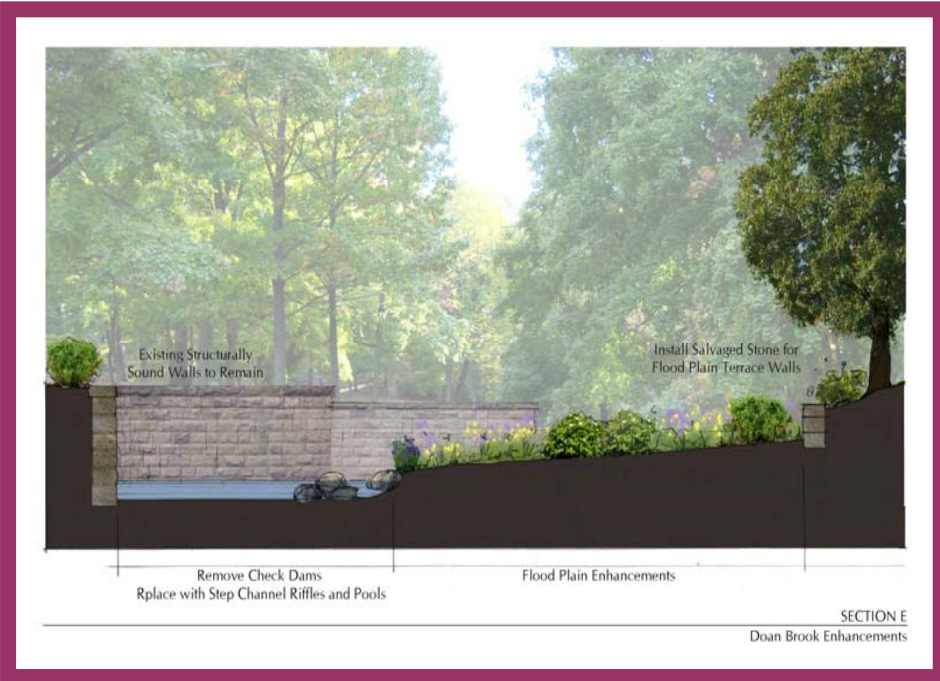 Existing Structurally
Sound Walls to Remain
Install Salvaged Stone for
Flood Plain Terrace Walls
Remove Check Dams
Rplace with Step Channel Riffles and Pools
Flood Plain Enhancements
SECTION E
Doan Brook Enhancements